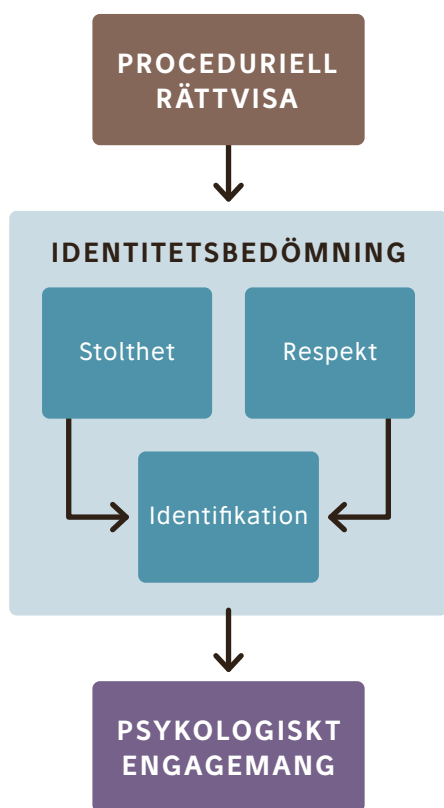 PROCEDURIELL
RÄTTVISA
IDENTITETSBEDÖMNING
Stolthet
Respekt
Identifikation
PSYKOLOGISKT
ENGAGEMANG